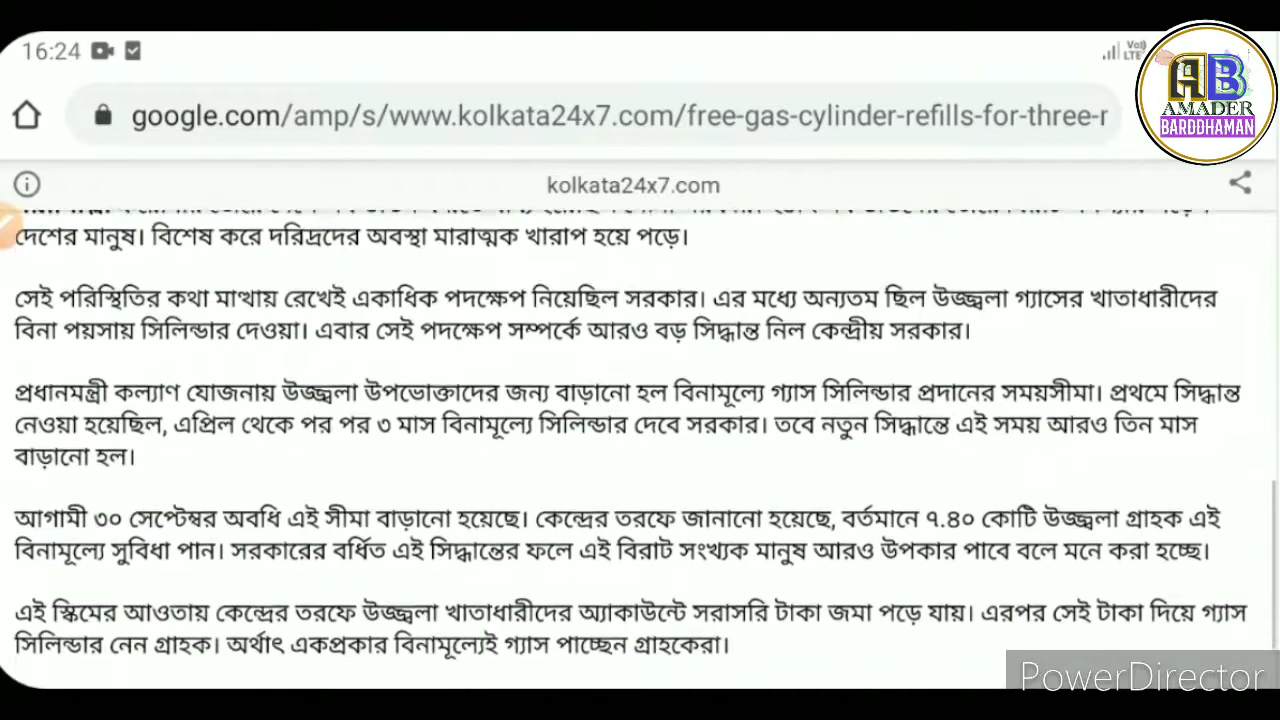 16:24
Vo)
LTE
AB
AMADER
BARDDHAMAN
google.com/amp/s/www.kolkata24x7.com/free-gas-cylinder-refills-for-three-r
kolkata24x7.com
দেশের মানুষ। বিশেষ করে দরিদ্রদের অবস্থা মারাত্মক খারাপ হয়ে পড়ে।
সেই পরিস্থিতির কথা মাথায় রেখেই একাধিক পদক্ষেপ নিয়েছিল সরকার। এর মধ্যে অন্যতম ছিল উজ্জ্বলা গ্যাসের খাতাধারীদের
বিনা পয়সায় সিলিন্ডার দেওয়া। এবার সেই পদক্ষেপ সম্পর্কে আরও বড় সিদ্ধান্ত নিল কেন্দ্রীয় সরকার।
প্রধানমন্ত্রী কল্যাণ যোজনায় উজ্জ্বলা উপভোক্তাদের জন্য বাড়ানো হল বিনামূল্যে গ্যাস সিলিন্ডার প্রদানের সময়সীমা। প্রথমে সিদ্ধান্ত
নেওয়া হয়েছিল, এপ্রিল থেকে পর পর ৩ মাস বিনামূল্যে সিলিন্ডার দেবে সরকার। তবে নতুন সিদ্ধান্তে এই সময় আরও তিন মাস
বাড়ানো হল।
আগামী ৩০ সেপ্টেম্বর অবধি এই সীমা বাড়ানো হয়েছে। কেন্দ্রের তরফে জানানো হয়েছে, বর্তমানে ৭.৪০ কোটি উজ্জ্বলা গ্রাহক এই
বিনামূল্যে সুবিধা পান। সরকারের বর্ধিত এই সিদ্ধান্তের ফলে এই বিরাট সংখ্যক মানুষ আরও উপকার পাবে বলে মনে করা হচ্ছে।
এই স্কিমের আওতায় কেন্দ্রের তরফে উজ্জ্বলা খাতাধারীদের অ্যাকাউন্টে সরাসরি টাকা জমা পড়ে যায়। এরপর সেই টাকা দিয়ে গ্যাস
সিলিন্ডার নেন গ্রাহক। অর্থাৎ একপ্রকার বিনামূল্যেই গ্যাস পাচ্ছেন গ্রাহকেরা।
PowerDirector